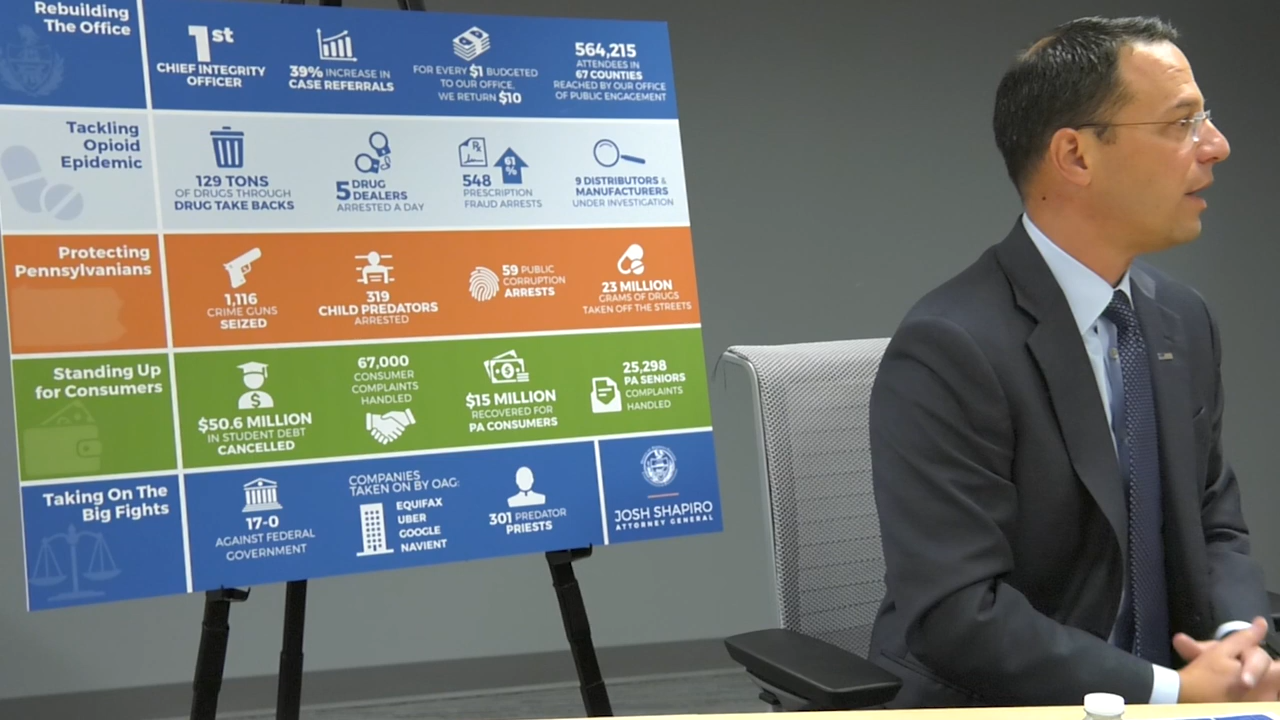 Rebuilding
The Office
1st
CHIEF INTEGRITY
OFFICER
39% INCREASE IN
CASE REFERRALS
FOR EVERY $1 BUDGETED
TO OUR OFFICE,
WE RETURN $10
564,215
ATTENDEES IN
67 COUNTIES
REACHED BY OUR OFFICE
OF PUBLIC ENGAGEMENT
Tackling
Opioid
Epidemic
129 TONS
OF DRUGS THROUGH
DRUG TAKE BACKS
5 DRUG
DEALERS
ARRESTED A DAY
Rx
61
%
548 PRESCRIPTION
FRAUD ARRESTS
9 DISTRIBUTORS &
MANUFACTURERS
UNDER INVESTIGATION
Protecting
Pennsylvanians
1,116
CRIME GUNS
SEIZED
319
CHILD PREDATORS
ARRESTED
59 PUBLIC
CORRUPTION
ARRESTS
23 MILLION
GRAMS OF DRUGS
TAKEN OFF THE STREETS
Standing Up
for Consumers
$
$50.6 MILLION
IN STUDENT DEBT
CANCELLED
67,000
CONSUMER
COMPLAINTS
HANDLED
$
$15 MILLION
RECOVERED FOR
PA CONSUMERS
25,298
PA SENIORS
COMPLAINTS
HANDLED
Taking On The
Big Fights
17-0
AGAINST FEDERAL
GOVERNMENT
COMPANIES
TAKEN ON BY OAG:
EQUIFAX
UBER
GOOGLE
NAVIENT
301 PREDATOR
PRIESTS
JOSH SHAPIRO
ATTORNEY GENERAL